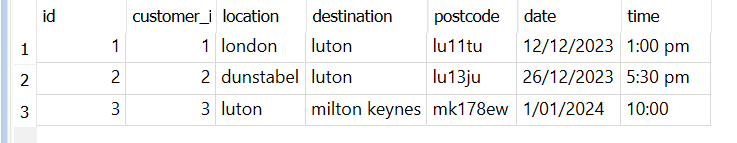 id customer_i location destination postcode date time
1 1 1 london luton lu11tu 12/12/2023 1:00 pm
2 2 2 dunstabel luton lu13ju 26/12/2023 5:30 pm
3 3 3 luton milton keynes mk178ew 1/01/2024 10:00